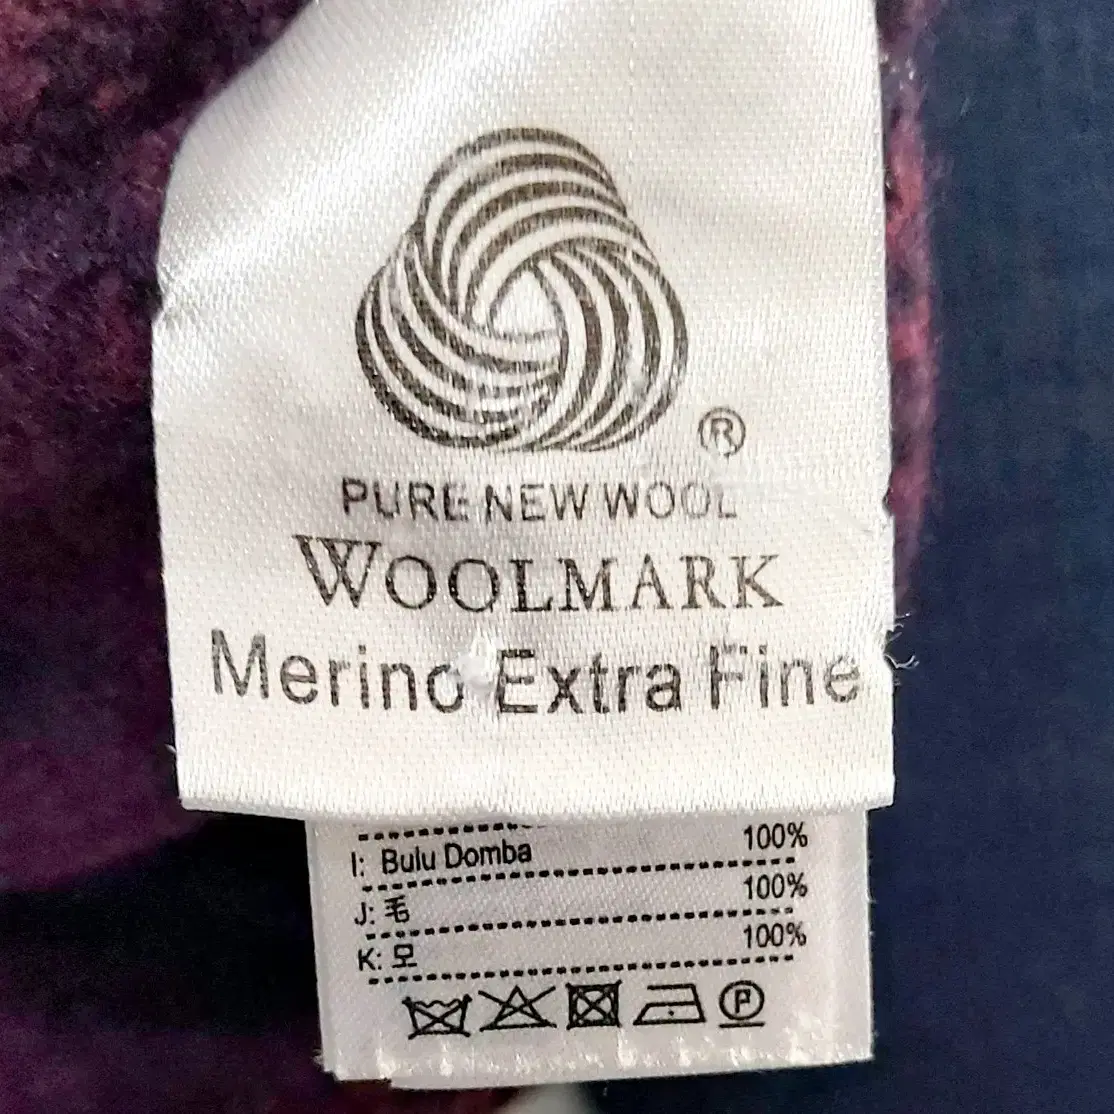 ®
PURE NEW WOOL
WOOLMARK
Merino Extra Fine
I: Bulu Domba 100%
J: 毛 100%
K: 모 100%
P